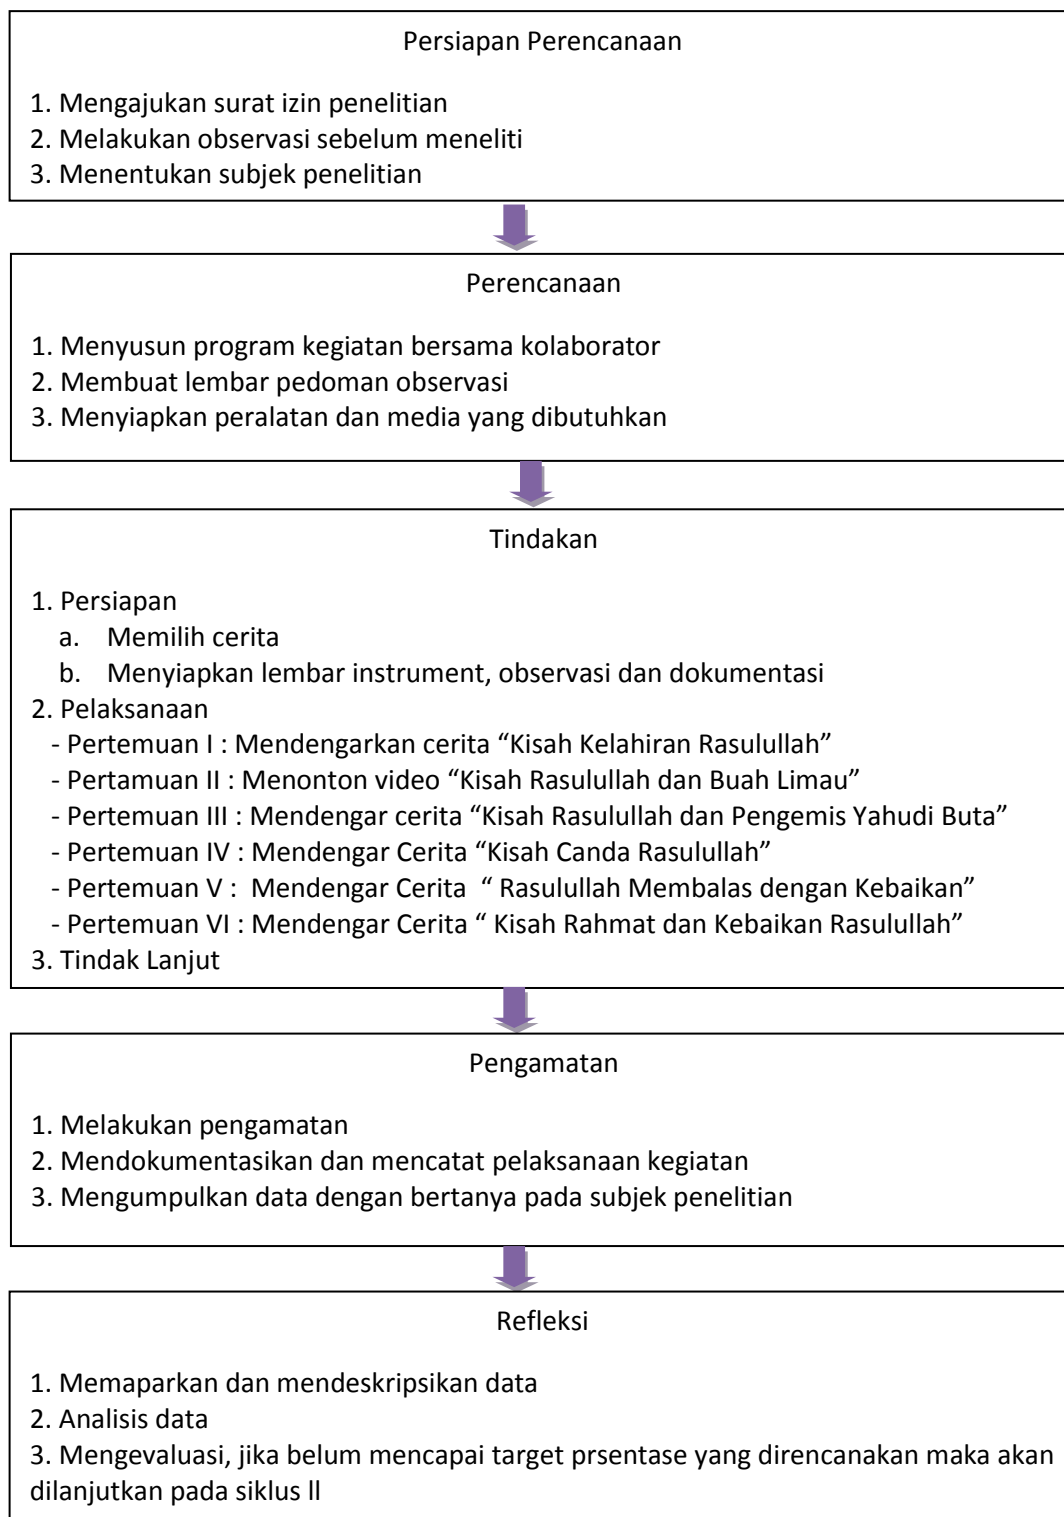 Persiapan Perencanaan
1. Mengajukan surat izin penelitian
2. Melakukan observasi sebelum meneliti
3. Menentukan subjek penelitian
Perencanaan
1. Menyusun program kegiatan bersama kolaborator
2. Membuat lembar pedoman observasi
3. Menyiapkan peralatan dan media yang dibutuhkan
Tindakan
1. Persiapan
a. Memilih cerita
b. Menyiapkan lembar instrument, observasi dan dokumentasi
2. Pelaksanaan
- Pertemuan I : Mendengarkan cerita “Kisah Kelahiran Rasulullah”
- Pertamuan II : Menonton video “Kisah Rasulullah dan Buah Limau”
- Pertemuan III : Mendengar cerita “Kisah Rasulullah dan Pengemis Yahudi Buta”
- Pertemuan IV : Mendengar Cerita “Kisah Canda Rasulullah”
- Pertemuan V :  Mendengar Cerita  “ Rasulullah Membalas dengan Kebaikan”
- Pertemuan VI : Mendengar Cerita “ Kisah Rahmat dan Kebaikan Rasulullah”
3. Tindak Lanjut
Pengamatan
1. Melakukan pengamatan
2. Mendokumentasikan dan mencatat pelaksanaan kegiatan
3. Mengumpulkan data dengan bertanya pada subjek penelitian
Refleksi
1. Memaparkan dan mendeskripsikan data
2. Analisis data
3. Mengevaluasi, jika belum mencapai target prsentase yang direncanakan maka akan
dilanjutkan pada siklus ll